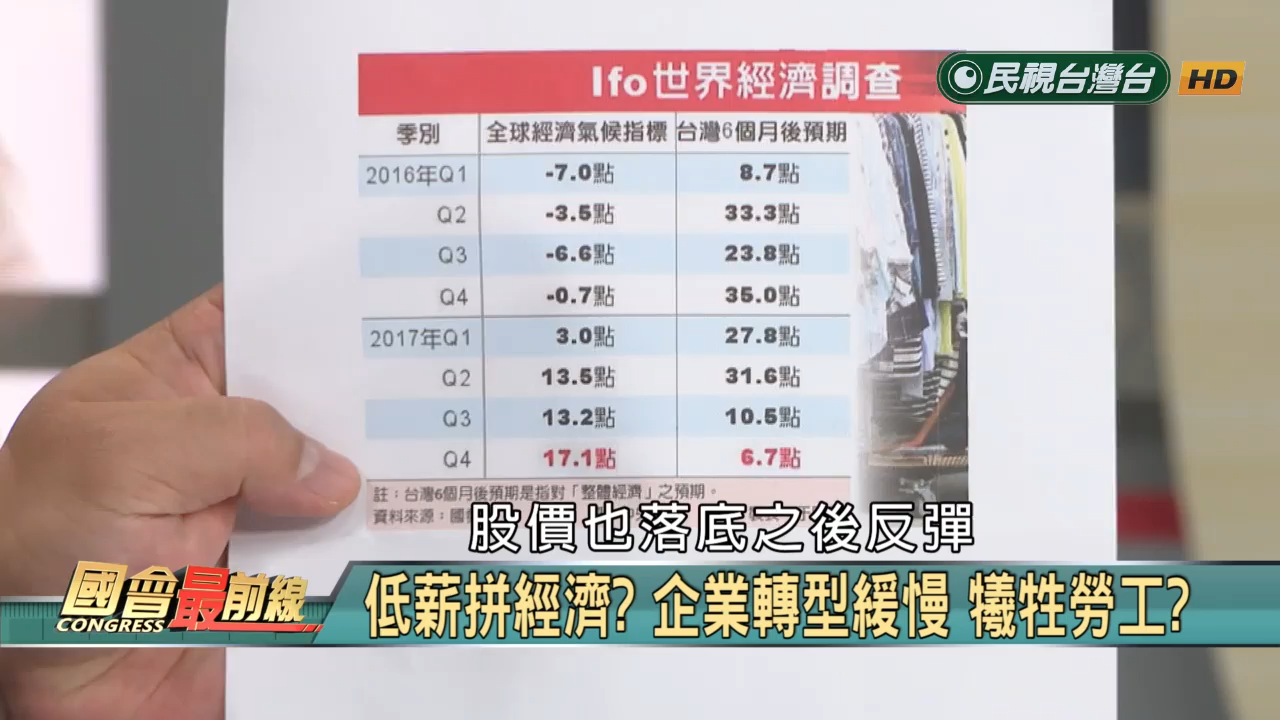 Ifo世界經濟調查
民視台灣台 HD
季別 全球經濟氣候指標 台灣6個月後預期
2016年Q1 -7.0點 8.7點
Q2 -3.5點 33.3點
Q3 -6.6點 23.8點
Q4 -0.7點 35.0點
2017年Q1 3.0點 27.8點
Q2 13.5點 31.6點
Q3 13.2點 10.5點
Q4 17.1點 6.7點
註：台灣6個月後預期是指對「整體經濟」之預期。
資料來源：國
股價也落底之後反彈
國會最前線
CONGRESS
低薪拼經濟? 企業轉型緩慢 犧牲勞工?